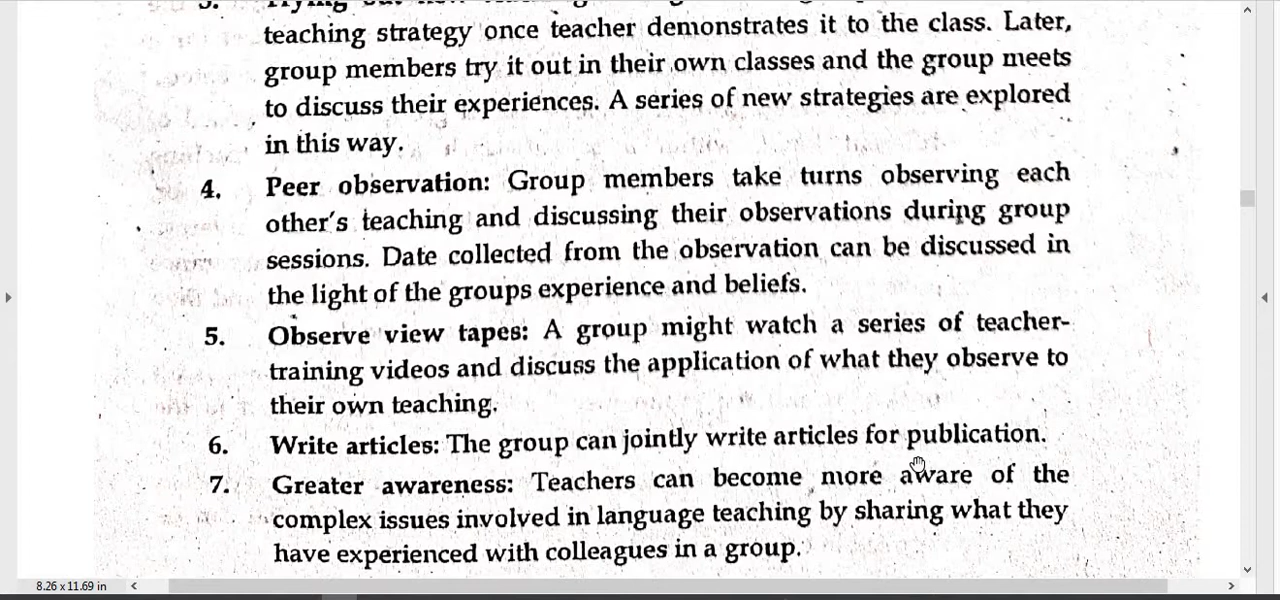 teaching strategy once teacher demonstrates it to the class. Later,
group members try it out in their own classes and the group meets
to discuss their experiences. A series of new strategies are explored
in this way.
4. Peer observation: Group members take turns observing each
other's teaching and discussing their observations during group
sessions. Date collected from the observation can be discussed in
the light of the groups experience and beliefs.
5. Observe view tapes: A group might watch a series of teacher-
training videos and discuss the application of what they observe to
their own teaching.
6. Write articles: The group can jointly write articles for publication.
7. Greater awareness: Teachers can become more aware of the
complex issues involved in language teaching by sharing what they
have experienced with colleagues in a group.
8.26 x 11.69 in